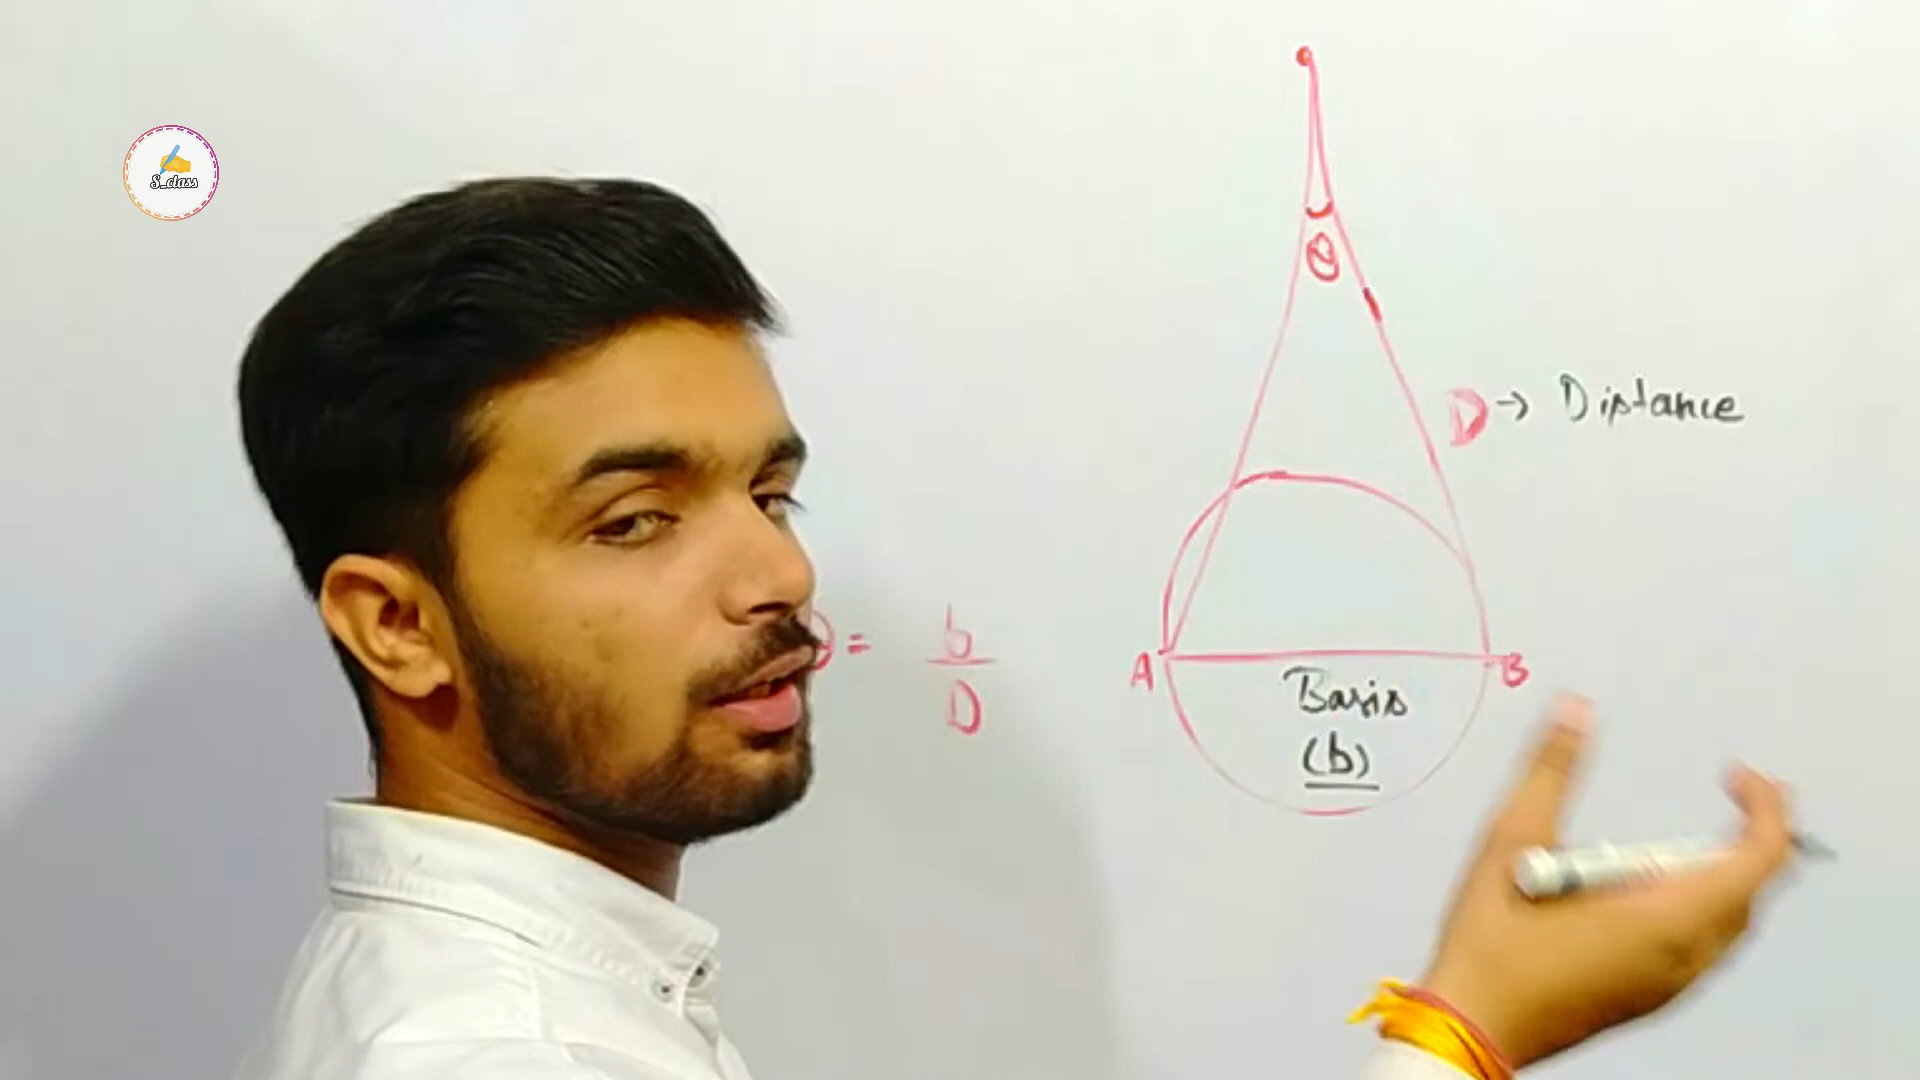 S_class
θ
D → Distance
θ = b
D
A B
Basis
(b)